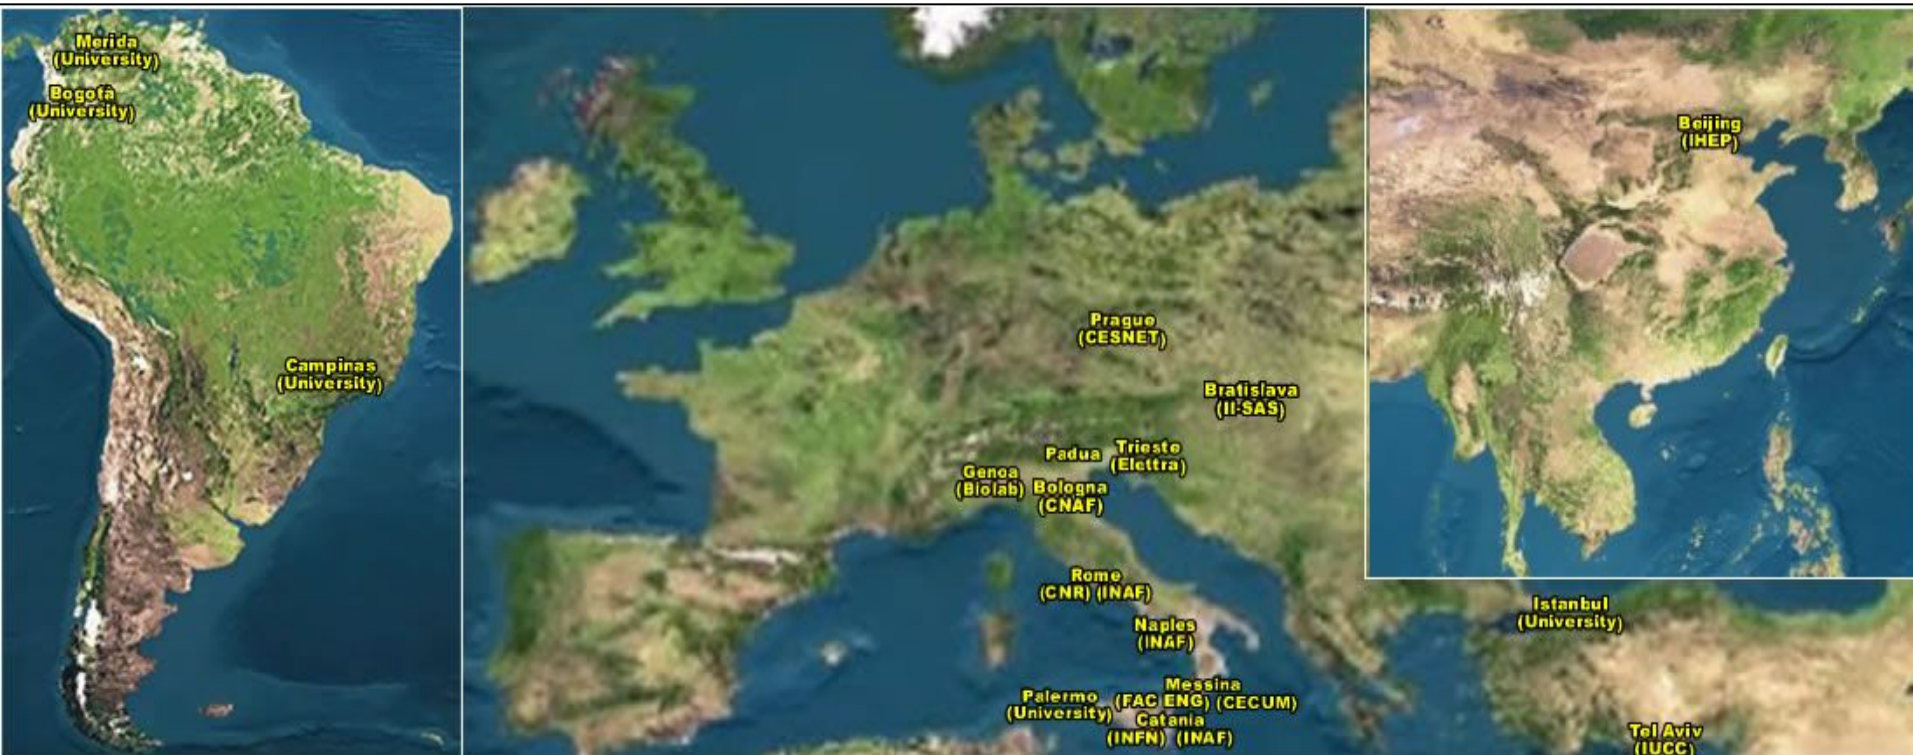 Merida
(University)
Bogotà
(University)
Campinas
(University)
Prague
(CESNET)
Bratislava
(II-SAS)
Padua
Trieste
(Elettra)
Genoa
(Biolab)
Bologna
(CNAF)
Rome
(CNR) (INAF)
Naples
(INAF)
Messina
(FAC ENG) (CECUM)
Palermo
(University)
Catania
(INFN) (INAF)
Beijing
(IHEP)
Istanbul
(University)
Tel Aviv
(IUCC)